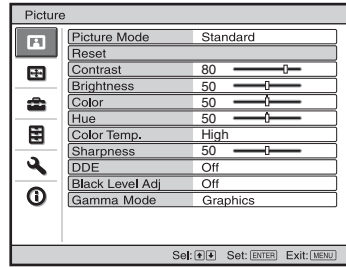 Picture
Picture Mode Standard
Reset
Contrast 80
Brightness 50
Color 50
Hue 50
Color Temp. High
Sharpness 50
DDE Off
Black Level Adj Off
Gamma Mode Graphics
Sel: Set: ENTER Exit: MENU